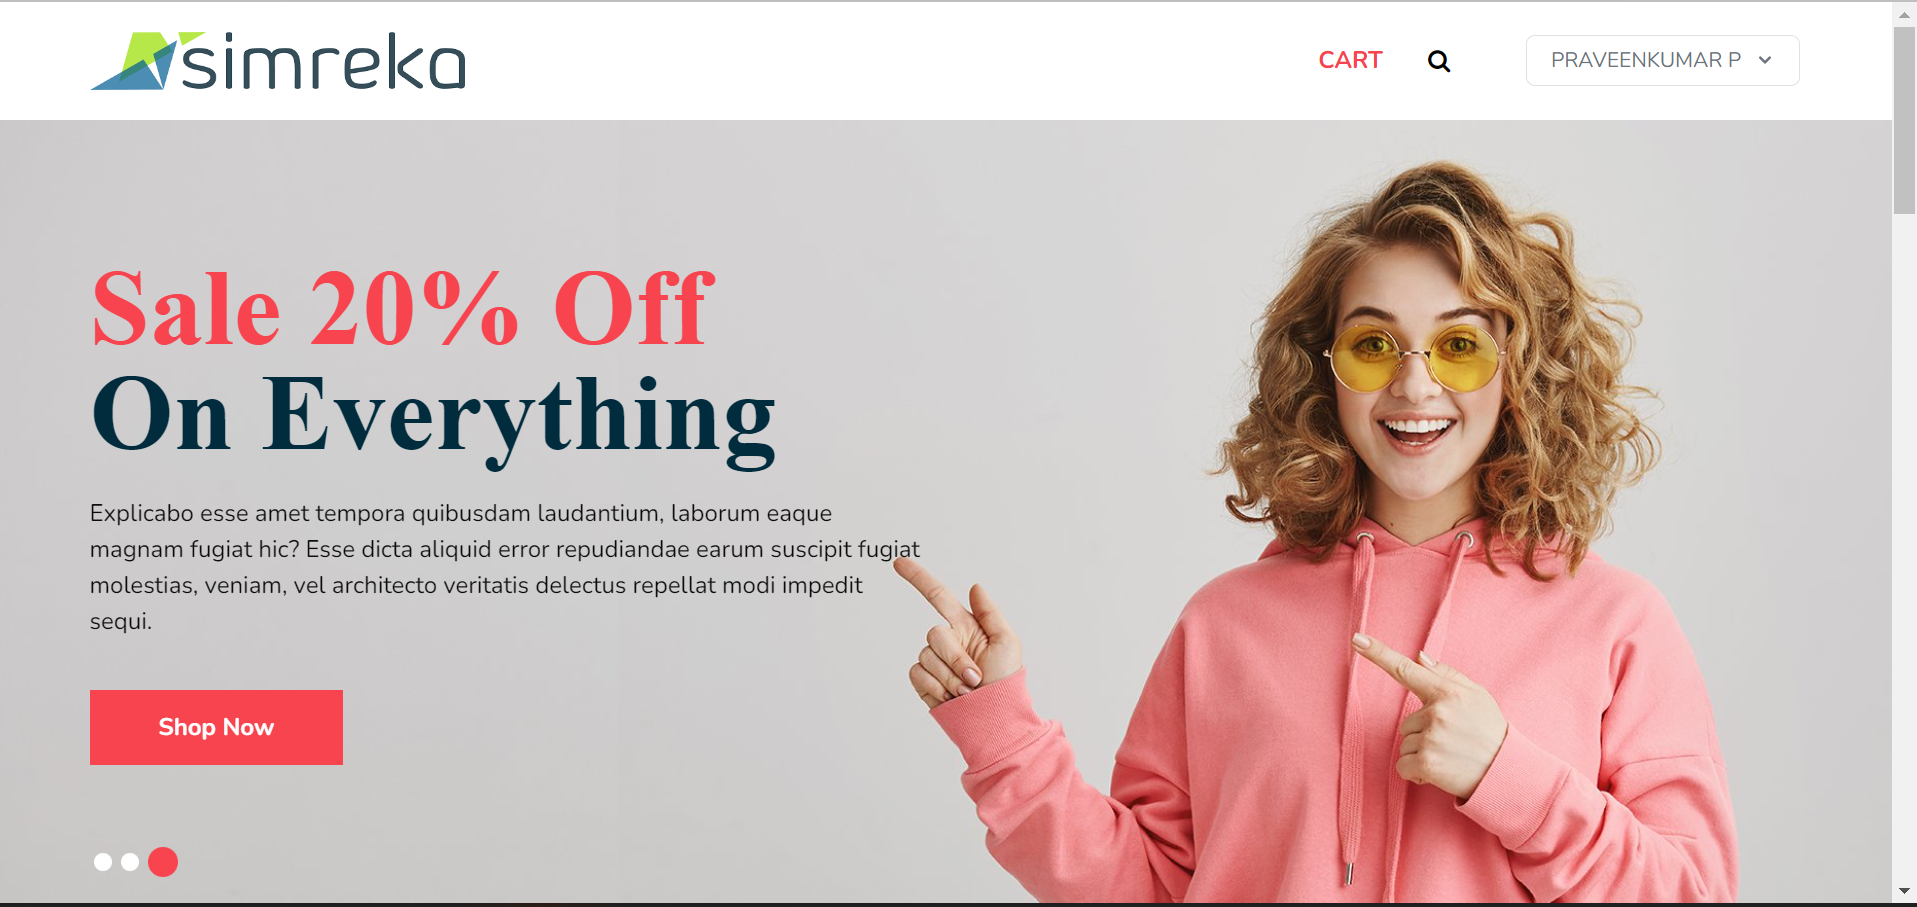 simreka
CART
PRAVEENKUMAR P
Sale 20% Off
On Everything
Explicabo esse amet tempora quibusdam laudantium, laborum eaque
magnam fugiat hic? Esse dicta aliquid error repudiandae earum suscipit fugiat
molestias, veniam, vel architecto veritatis delectus repellat modi impedit
sequi.
Shop Now